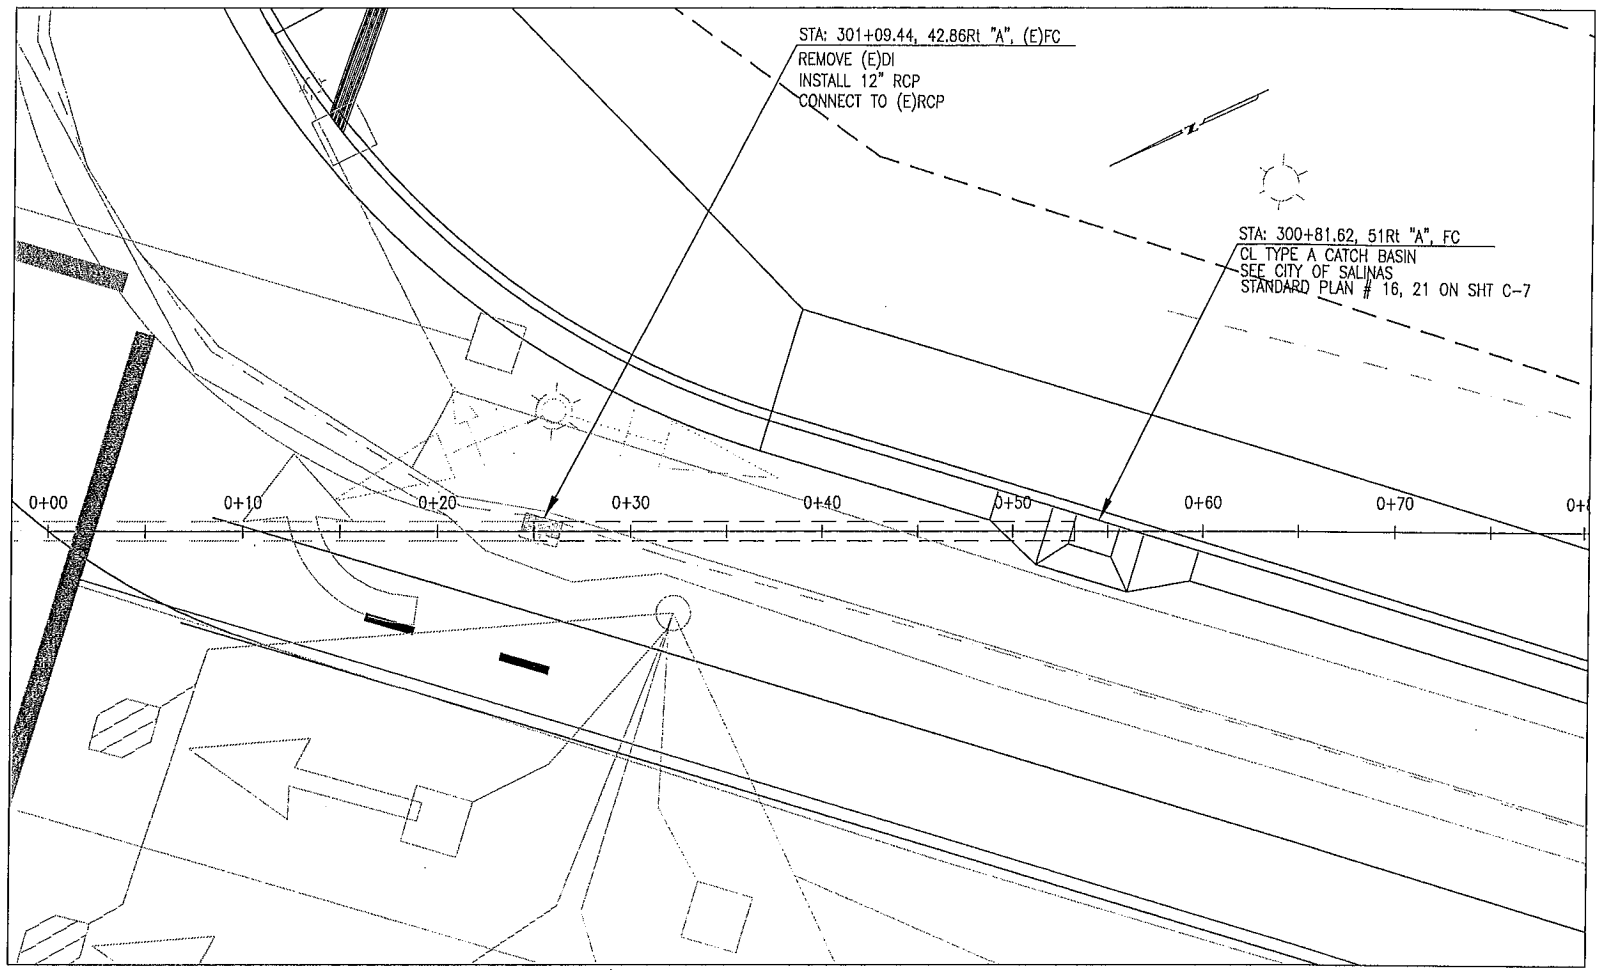 STA: 301+09.44, 42.86Rt "A", (E)FC
REMOVE (E)DI
INSTALL 12" RCP
CONNECT TO (E)RCP
N
STA: 300+81.62, 51Rt "A", FC
CL TYPE A CATCH BASIN
SEE CITY OF SALINAS
STANDARD PLAN # 16, 21 ON SHT C-7
0+00 0+10 0+20 0+30 0+40 0+50 0+60 0+70